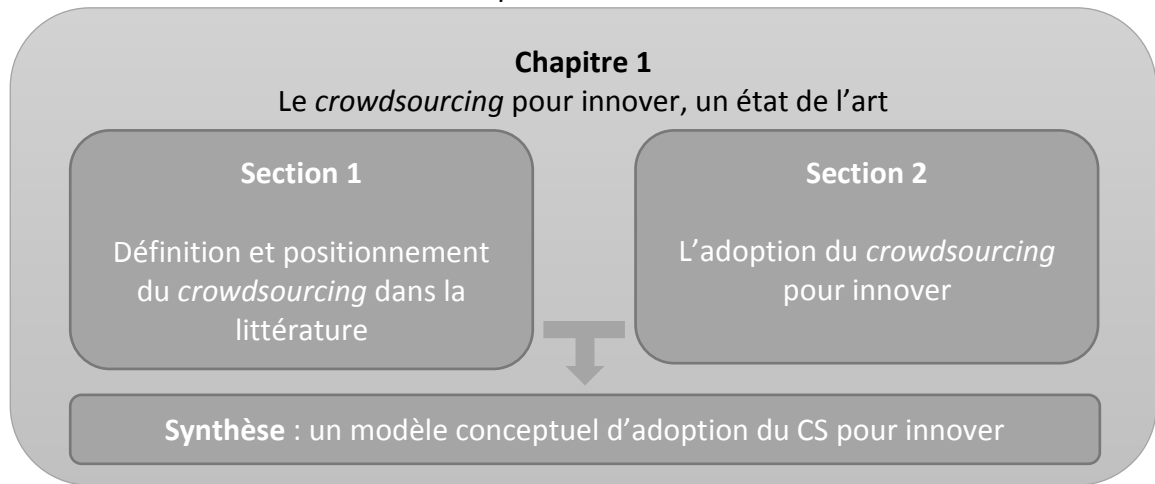 Chapitre 1
Le crowdsourcing pour innover, un état de l’art
Section 1
Définition et positionnement
du crowdsourcing dans la
littérature
Section 2
L’adoption du crowdsourcing
pour innover
Synthèse : un modèle conceptuel d’adoption du CS pour innover